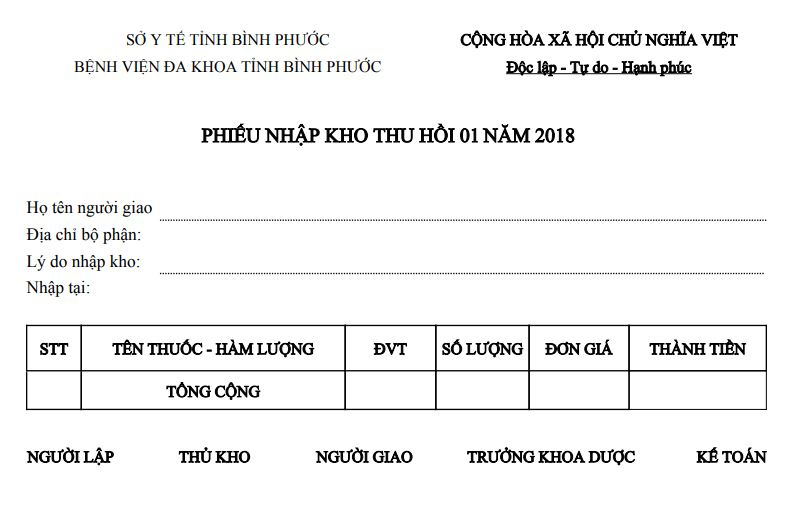 SỞ Y TẾ TỈNH BÌNH PHƯỚC
CỘNG HÒA XÃ HỘI CHỦ NGHĨA VIỆT
BỆNH VIỆN ĐA KHOA TỈNH BÌNH PHƯỚC
Độc lập - Tự do - Hạnh phúc
PHIẾU NHẬP KHO THU HỒI 01 NĂM 2018
Họ tên người giao
Địa chỉ bộ phận:
Lý do nhập kho:
Nhập tại:
STT TÊN THUỐC - HÀM LƯỢNG ĐVT SỐ LƯỢNG ĐƠN GIÁ THÀNH TIỀN
TỔNG CỘNG
NGƯỜI LẬP THỦ KHO NGƯỜI GIAO TRƯỞNG KHOA DƯỢC KẾ TOÁN